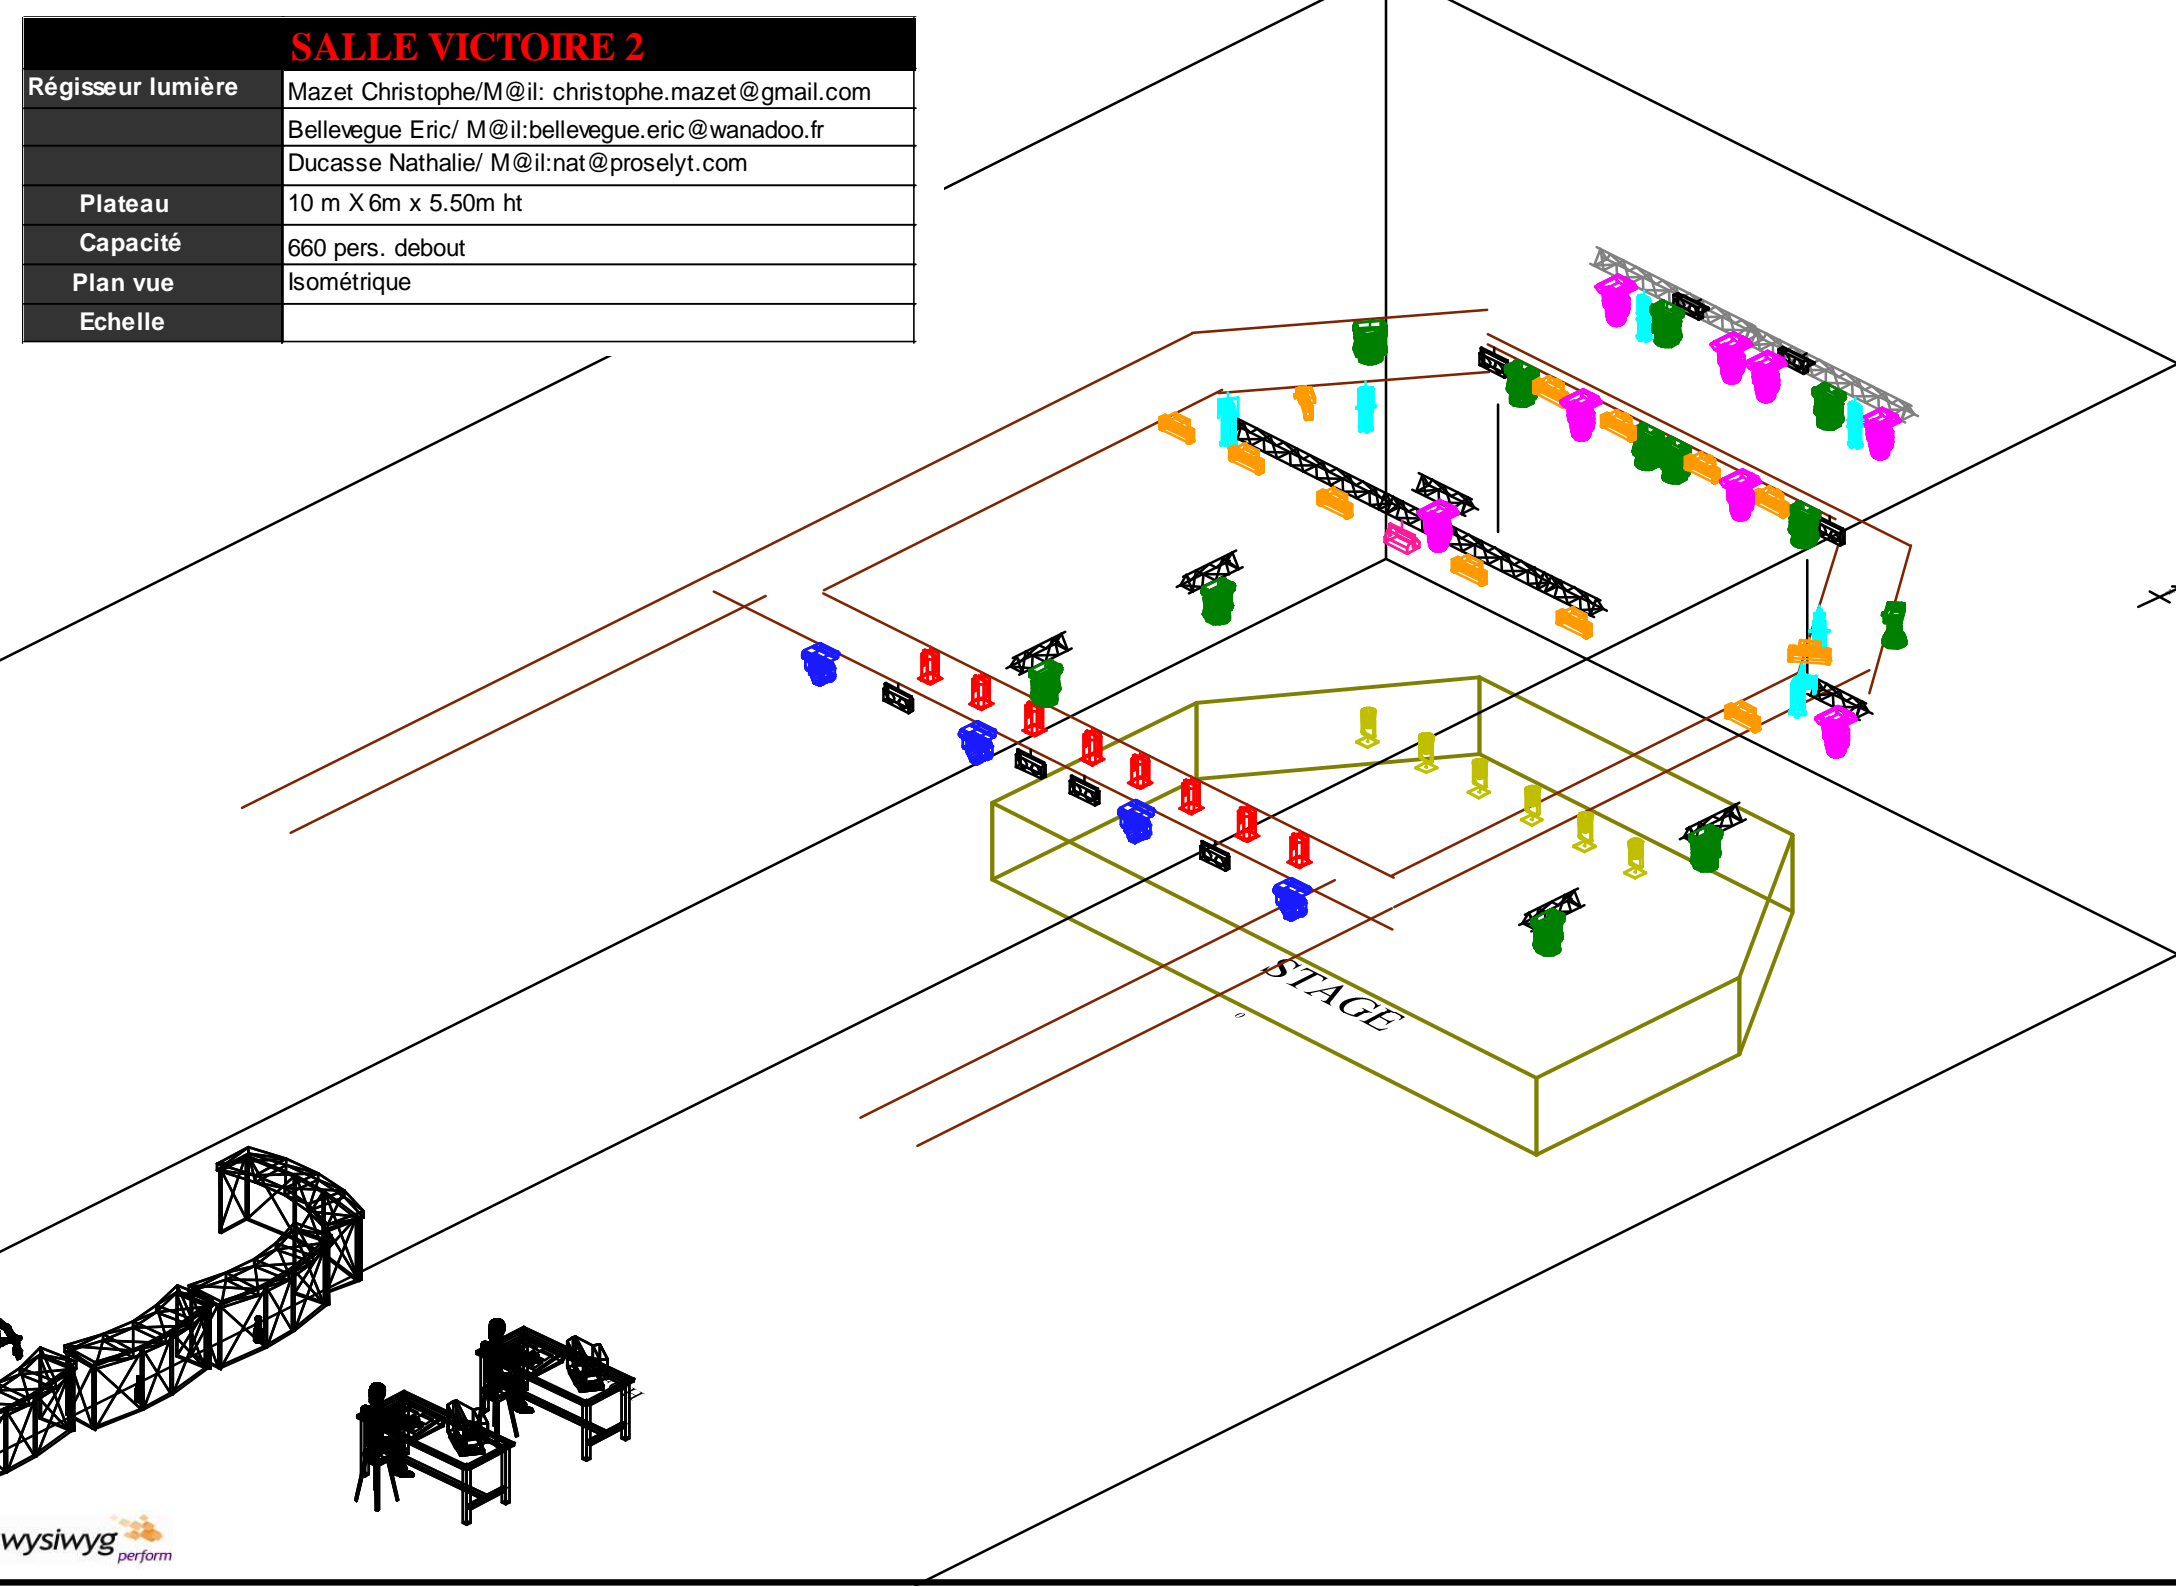 SALLE VICTOIRE 2
Régisseur lumière Mazet Christophe/M@il: christophe.mazet@gmail.com
Bellevegue Eric/ M@il:bellevegue.eric@wanadoo.fr
Ducasse Nathalie/ M@il:nat@proselyt.com
Plateau 10 m X 6m x 5.50m ht
Capacité 660 pers. debout
Plan vue Isométrique
Echelle
STAGE
0
wysiwyg
perform